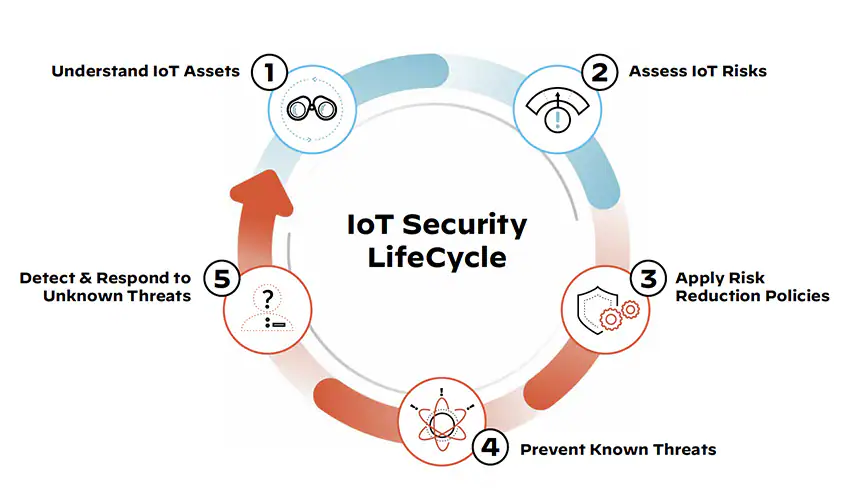 Understand IoT Assets
1
2
Assess IoT Risks
IoT Security
LifeCycle
Detect & Respond to
Unknown Threats
5
?
!
3
Apply Risk
Reduction Policies
! ! !
4
Prevent Known Threats